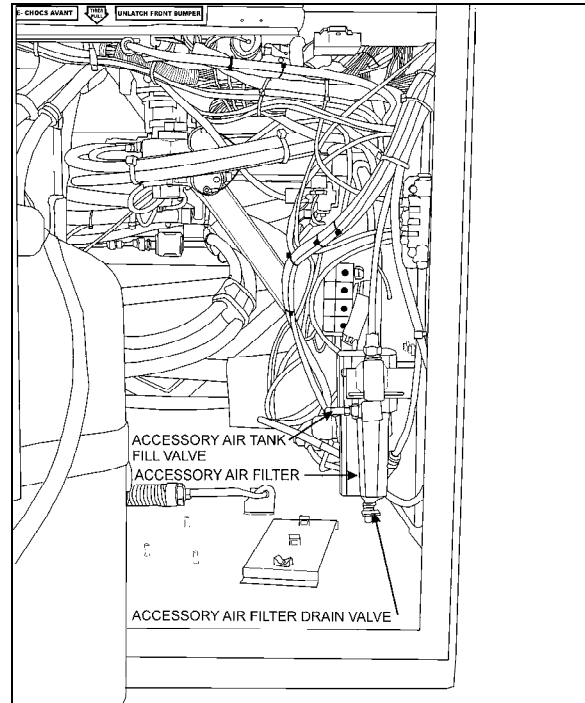 E- CHOCS AVANT TIRER PULL UNLATCH FRONT BUMPER
ACCESSORY AIR TANK
FILL VALVE
ACCESSORY AIR FILTER
ACCESSORY AIR FILTER DRAIN VALVE